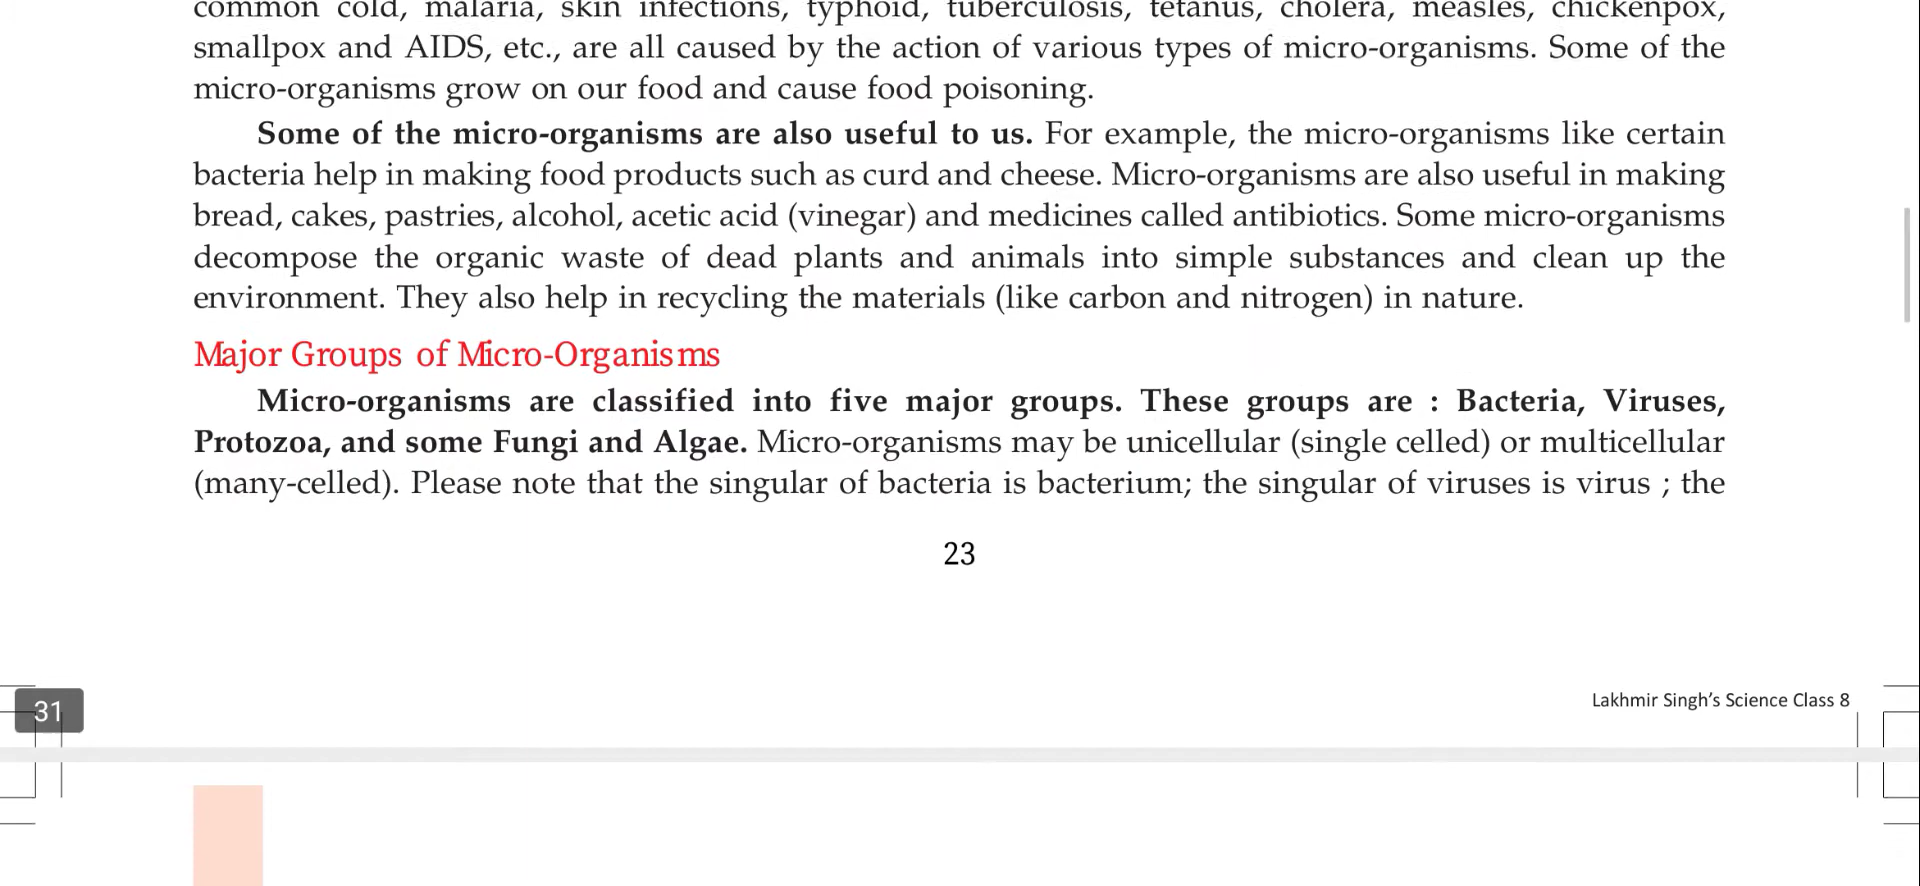 common cold, malaria, skin infections, typhoid, tuberculosis, tetanus, cholera, measles, chickenpox,
smallpox and AIDS, etc., are all caused by the action of various types of micro-organisms. Some of the
micro-organisms grow on our food and cause food poisoning.
Some of the micro-organisms are also useful to us. For example, the micro-organisms like certain
bacteria help in making food products such as curd and cheese. Micro-organisms are also useful in making
bread, cakes, pastries, alcohol, acetic acid (vinegar) and medicines called antibiotics. Some micro-organisms
decompose the organic waste of dead plants and animals into simple substances and clean up the
environment. They also help in recycling the materials (like carbon and nitrogen) in nature.
Major Groups of Micro-Organisms
Micro-organisms are classified into five major groups. These groups are : Bacteria, Viruses,
Protozoa, and some Fungi and Algae. Micro-organisms may be unicellular (single celled) or multicellular
(many-celled). Please note that the singular of bacteria is bacterium; the singular of viruses is virus ; the
23
Lakhmir Singh’s Science Class 8
31